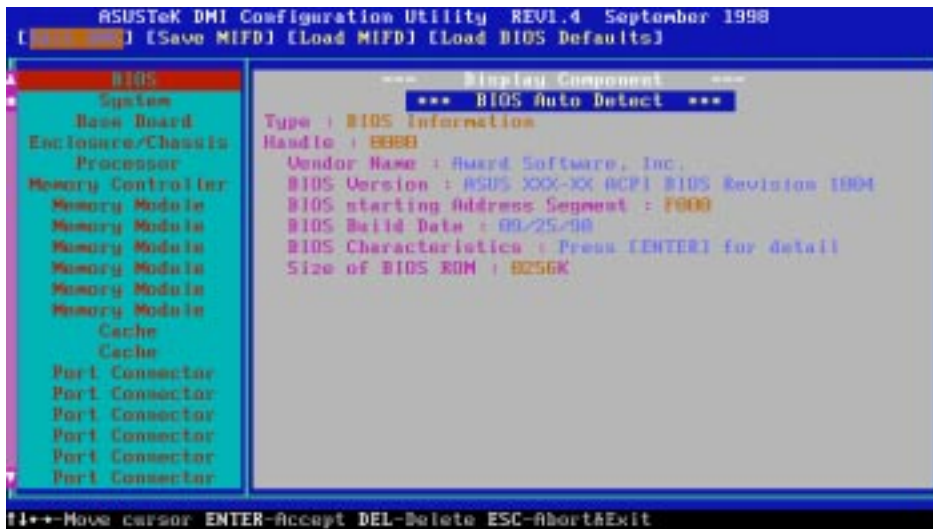 ASUSTeK DMI Configuration Utility REV1.4 September 1998
[Save MIFD] [Load MIFD] [Load BIOS Defaults]
BIOS
System
Base Board
Enclosure/Chassis
Processor
Memory Controller
Memory Module
Memory Module
Memory Module
Memory Module
Memory Module
Memory Module
Cache
Cache
Port Connector
Port Connector
Port Connector
Port Connector
Port Connector
Port Connector
*** Display Component ***
*** BIOS Auto Detect ***
Type : BIOS Information
Handle : 0000
Vendor Name : Award Software, Inc.
BIOS Version : ASUS XXX-XX ACPI BIOS Revision 1004
BIOS starting Address Segment : F000
BIOS Build Date : 09/25/98
BIOS Characteristics : Press [ENTER] for detail
Size of BIOS ROM : 0256K
↑↓→←-Move cursor ENTER-Accept DEL-Delete ESC-Abort&Exit